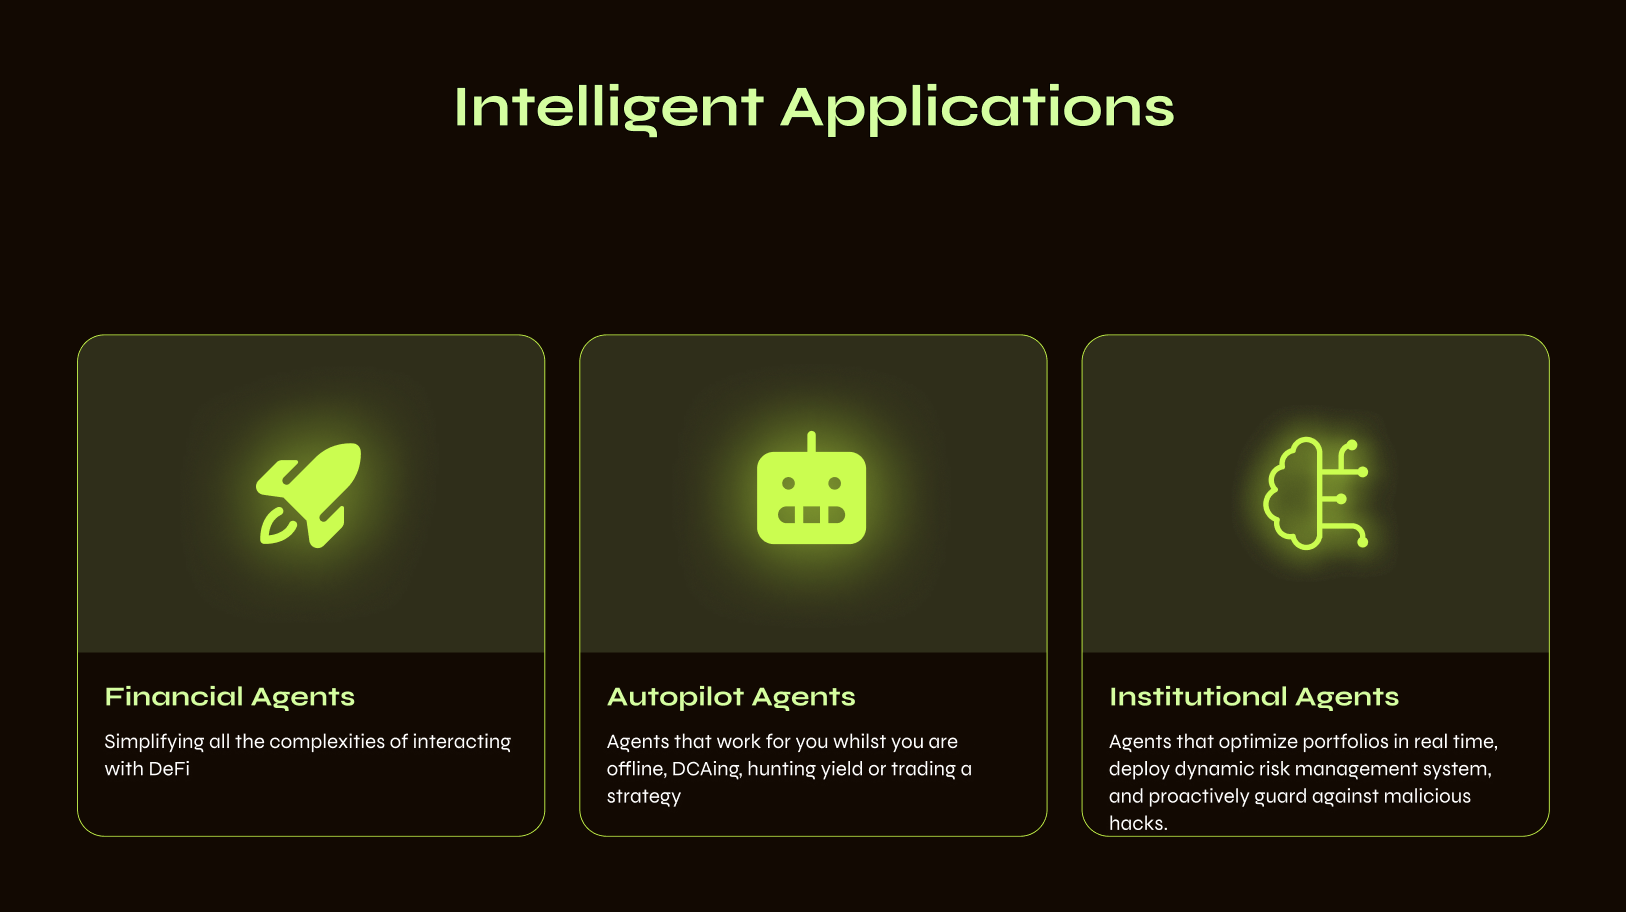 Intelligent Applications
Financial Agents
Simplifying all the complexities of interacting
with DeFi
Autopilot Agents
Agents that work for you whilst you are
offline, DCAing, hunting yield or trading a
strategy
Institutional Agents
Agents that optimize portfolios in real time,
deploy dynamic risk management system,
and proactively guard against malicious
hacks.